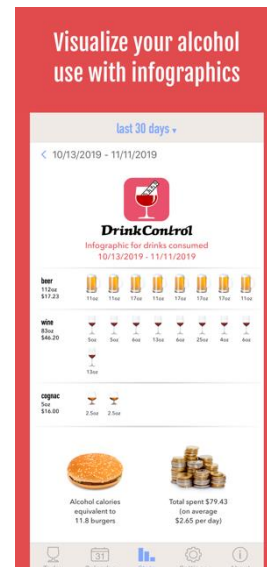 Visualize your alcohol
use with infographics
last 30 days ▾
< 10/13/2019 - 11/11/2019
DrinkControl
Infographic for drinks consumed
10/13/2019 - 11/11/2019
beer
112oz
$17.23
11oz 11oz 17oz 11oz 17oz 17oz 17oz 11oz
wine
83oz
$46.20
5oz 5oz 6oz 13oz 6oz 25oz 4oz 6oz
13oz
cognac
5oz
$16.00
2.5oz 2.5oz
Alcohol calories
equivalent to
11.8 burgers
Total spent $79.43
(on average
$2.65 per day)
31